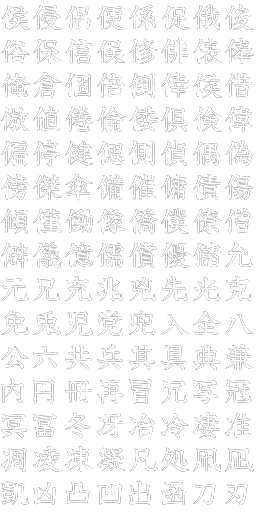 侯侵侶便係促俄俊
俗保信俣修俳俵俸
俺倉個倍倒倖候借
倣値倦倫倭倶倹偉
偏停健偲側偵偶偽
傍傑傘備催傭債傷
傾僅働像僑僕僚僧
僻儀億儒償優儲允
元兄充兆兇先光克
免兎児党兜入全八
公六共兵其具典兼
内円冊再冒冗写冠
冥冨冬冴冶冷凄准
凋凌凍凝凡処凧凪
凱凶凸凹出函刀刃